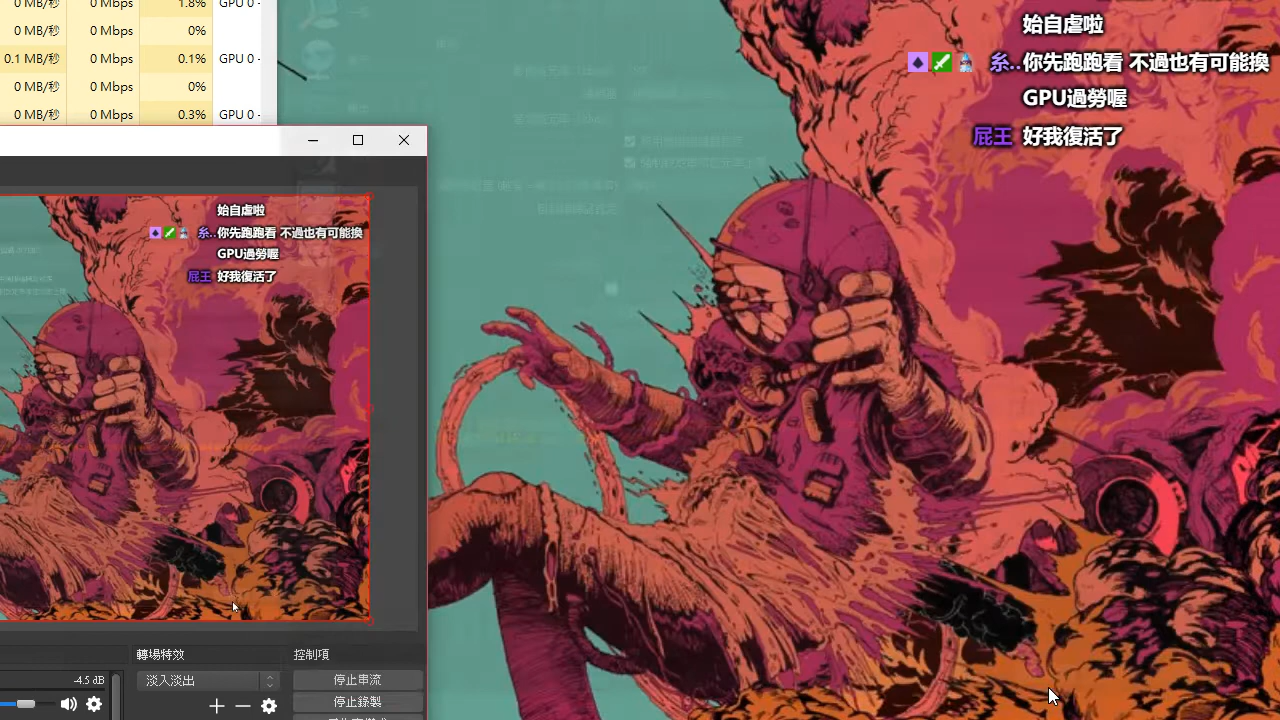 0 MB/秒 0 Mbps 1.8% GPU 0 -
0 MB/秒 0 Mbps 0%
0.1 MB/秒 0 Mbps 0.1% GPU 0 -
0 MB/秒 0 Mbps 0%
0 MB/秒 0 Mbps 0.3% GPU 0 -
始自虐啦
糸..你先跑跑看 不過也有可能換
GPU過勞喔
屁王 好我復活了
始自虐啦
糸..你先跑跑看 不過也有可能換
GPU過勞喔
屁王 好我復活了
轉場特效
控制項
-4.5 dB
淡入淡出
停止串流
停止錄製